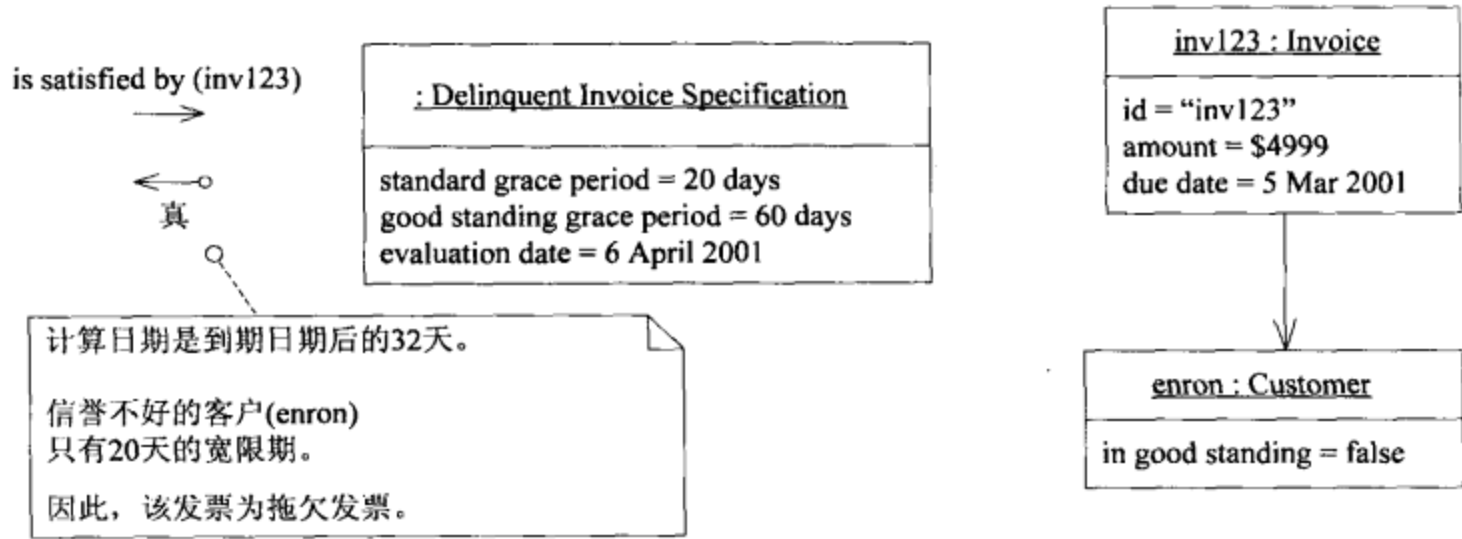 is satisfied by (inv123)
真
: Delinquent Invoice Specification
standard grace period = 20 days
good standing grace period = 60 days
evaluation date = 6 April 2001
计算日期是到期日期后的32天。
信誉不好的客户(enron)
只有20天的宽限期。
因此，该发票为拖欠发票。
inv123 : Invoice
id = “inv123”
amount = $4999
due date = 5 Mar 2001
enron : Customer
in good standing = false